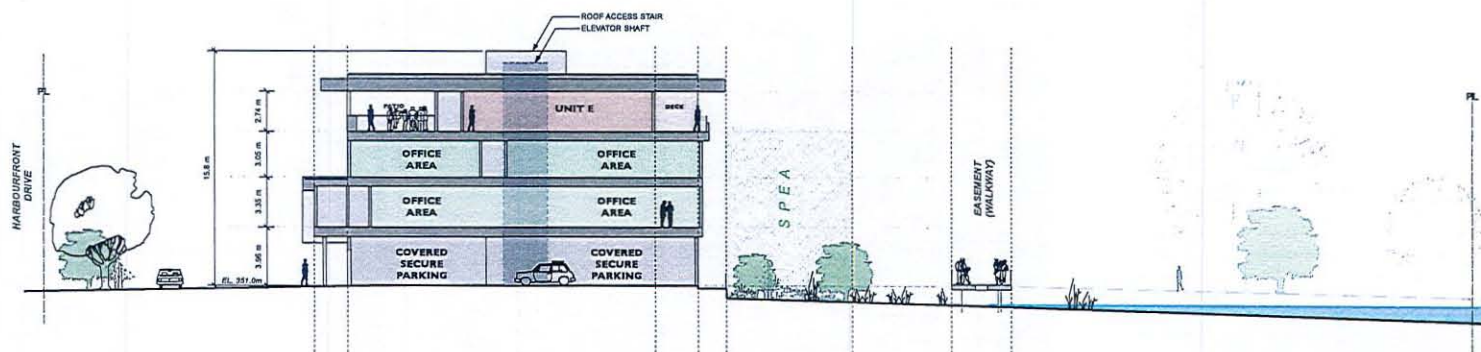 ROOF ACCESS STAIR
ELEVATOR SHAFT
PL
PL
HARBOURFRONT
DRIVE
15.8 m
2.74 m
3.05 m
3.35 m
3.96 m
EL. 351.0m
PATIO
UNIT E
DECK
OFFICE
AREA
OFFICE
AREA
OFFICE
AREA
OFFICE
AREA
COVERED
SECURE
PARKING
COVERED
SECURE
PARKING
SPEA
EASEMENT
(WALKWAY)